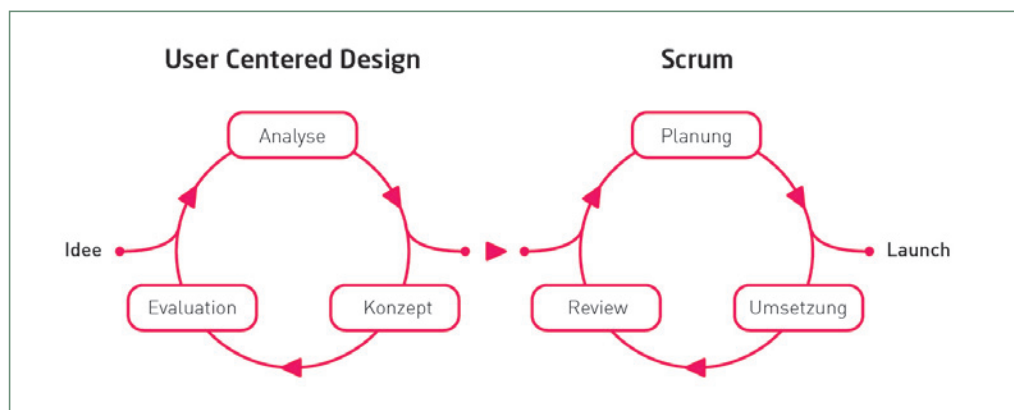 User Centered Design
Scrum
Analyse
Planung
Idee
Launch
Evaluation
Konzept
Review
Umsetzung